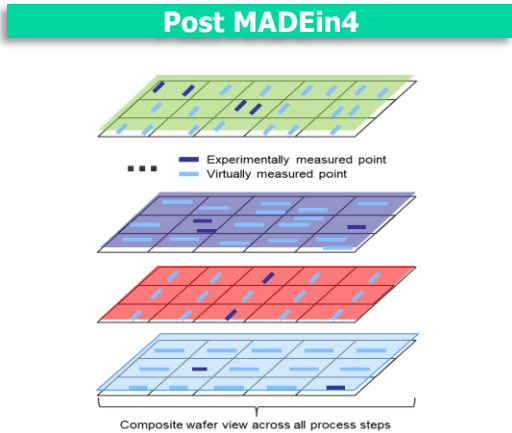 Post MADEin4
Experimentally measured point
Virtually measured point
Composite wafer view across all process steps